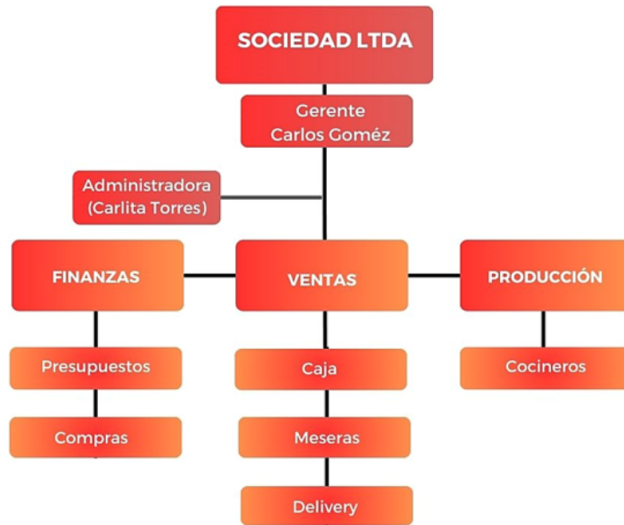 SOCIEDAD LTDA
Gerente
Carlos Goméz
Administradora
(Carlita Torres)
FINANZAS
VENTAS
PRODUCCIÓN
Presupuestos
Caja
Cocineros
Compras
Meseras
Delivery